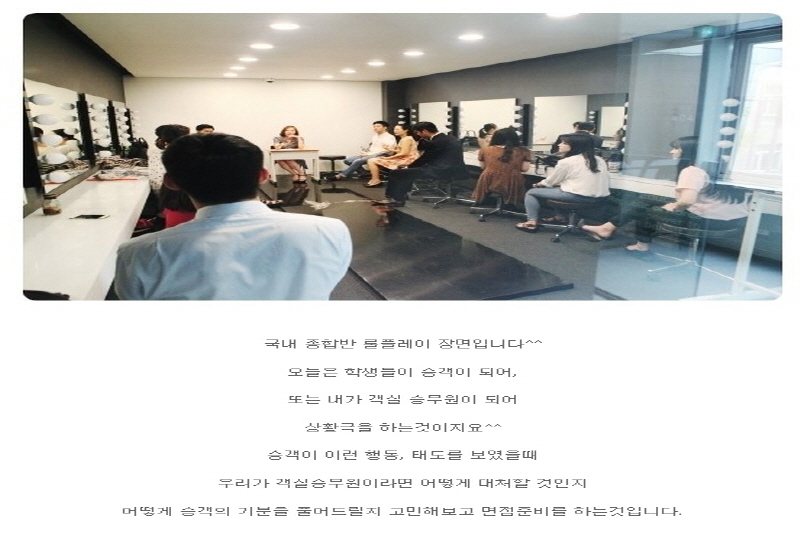 국내 종합반 롤플레이 장면입니다^^
오늘은 학생들이 승객이 되어,
또는 내가 객실 승무원이 되어
상황극을 하는것이지요^^
승객이 이런 행동, 태도를 보였을때
우리가 객실승무원이라면 어떻게 대처할 것인지
어떻게 승객의 기분을 풀어드릴지 고민해보고 면접준비를 하는것입니다.